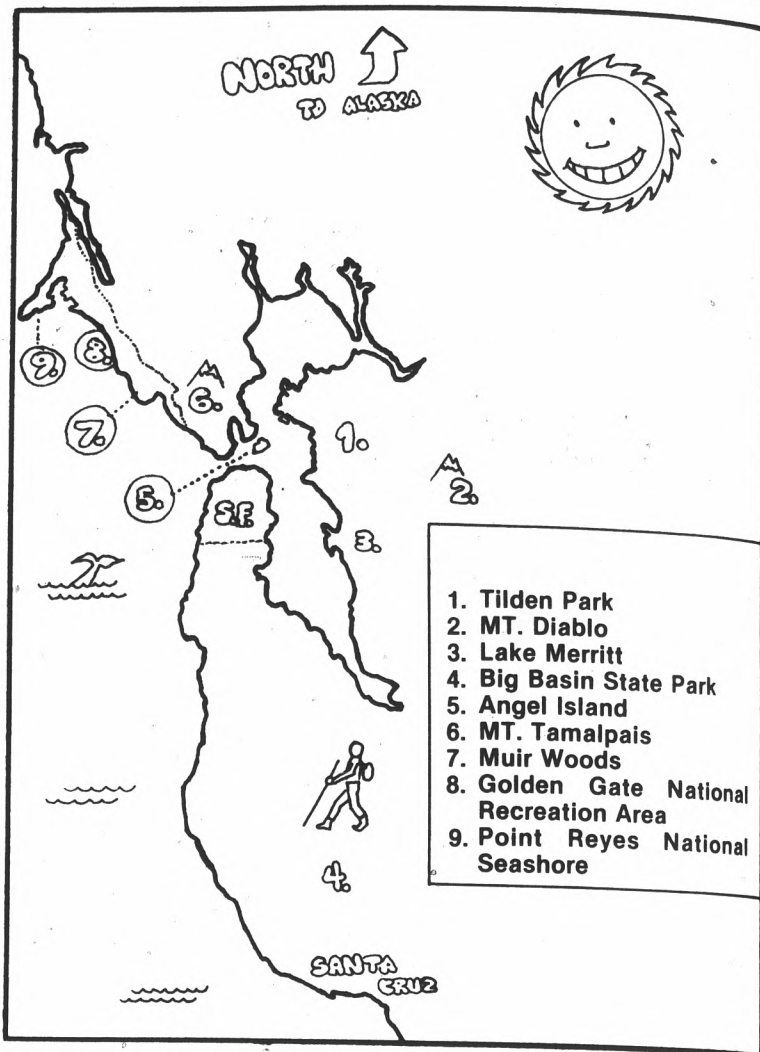 NORTH
TO ALASKA
9.
8.
6.
7.
1.
5.
S.F.
2.
3.
1. Tilden Park
2. MT. Diablo
3. Lake Merritt
4. Big Basin State Park
5. Angel Island
6. MT. Tamalpais
7. Muir Woods
8. Golden Gate National
Recreation Area
9. Point Reyes National
Seashore
4.
SANTA
CRUZ